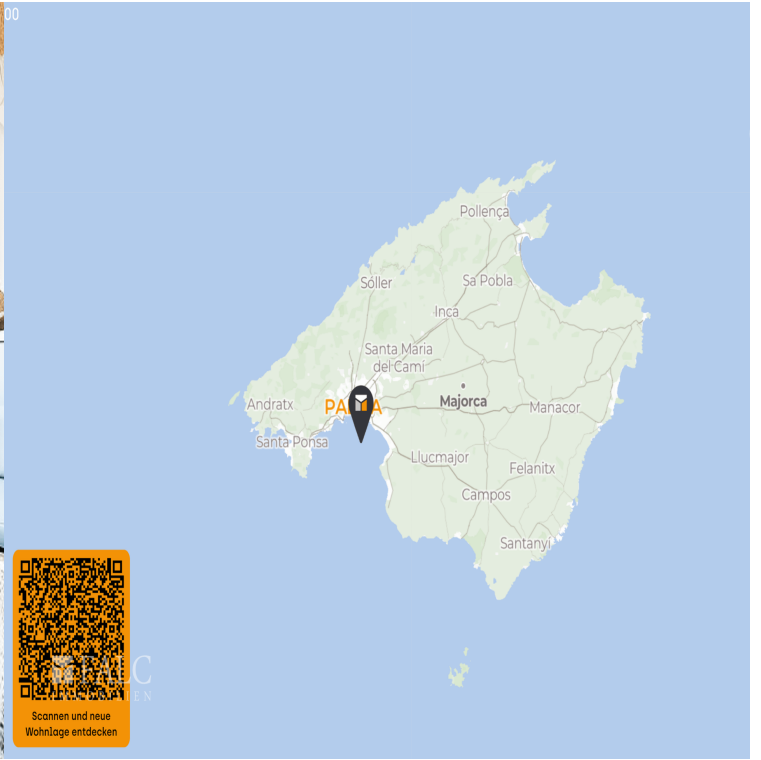 00
Pollença
Sóller
Sa Pobla
Inca
Santa Maria
del Camí
Andratx
Majorca
Manacor
Santa Ponsa
Llucmajor
Felanitx
Campos
Santanyí
FALC
Scannen und neue
Wohnlage entdecken